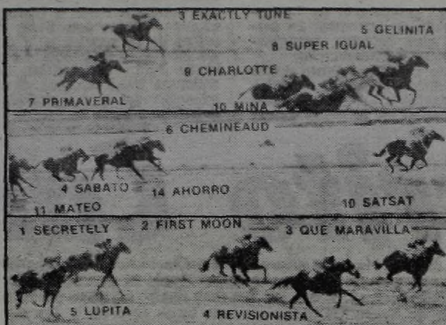 3 EXACTLY TUNE
5 GELINITA
8 SUPER IGUAL
9 CHARLOTTE
7 PRIMAVERAL
10 MINA
6 CHEMINEAUD
4 SABATO
14 AHORRO
11 MATEO
10 SATSAT
1 SECRETELY
2 FIRST MOON
3 QUE MARAVILLA
5 LUPITA
4 REVISIONISTA